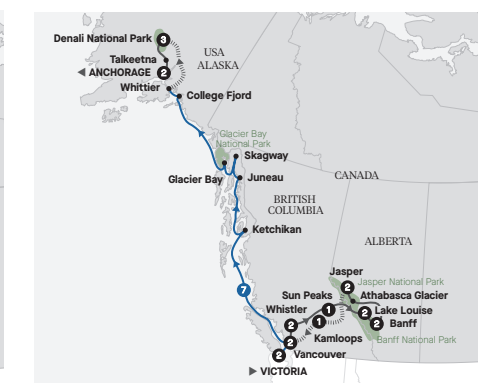 Denali National Park 3
USA
ALASKA
Talkeetna
ANCHORAGE 2
Whittier
College Fjord
Glacier Bay
National Park
Skagway
Glacier Bay
Juneau
CANADA
BRITISH
COLUMBIA
Ketchikan
ALBERTA
Jasper
2
Jasper National Park
7
Sun Peaks
Athabasca Glacier
Whistler
1
2 Lake Louise
2
1
2 Banff
Kamloops
Banff National Park
2
Vancouver
2
VICTORIA